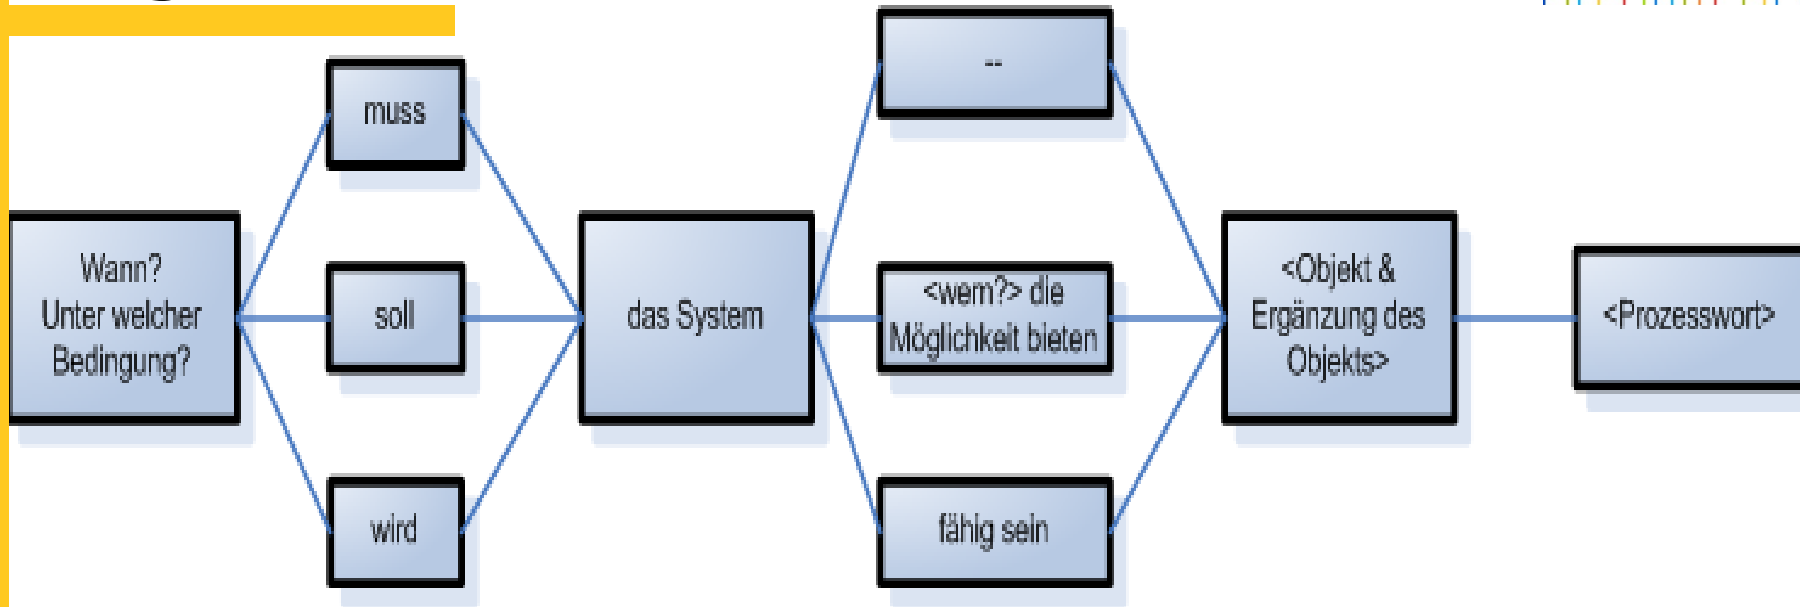 muss
soll
wird
Wann?
Unter welcher
Bedingung?
das System
--
<wem?> die
Möglichkeit bieten
fähig sein
<Objekt &
Ergänzung des
Objekts>
<Prozesswort>